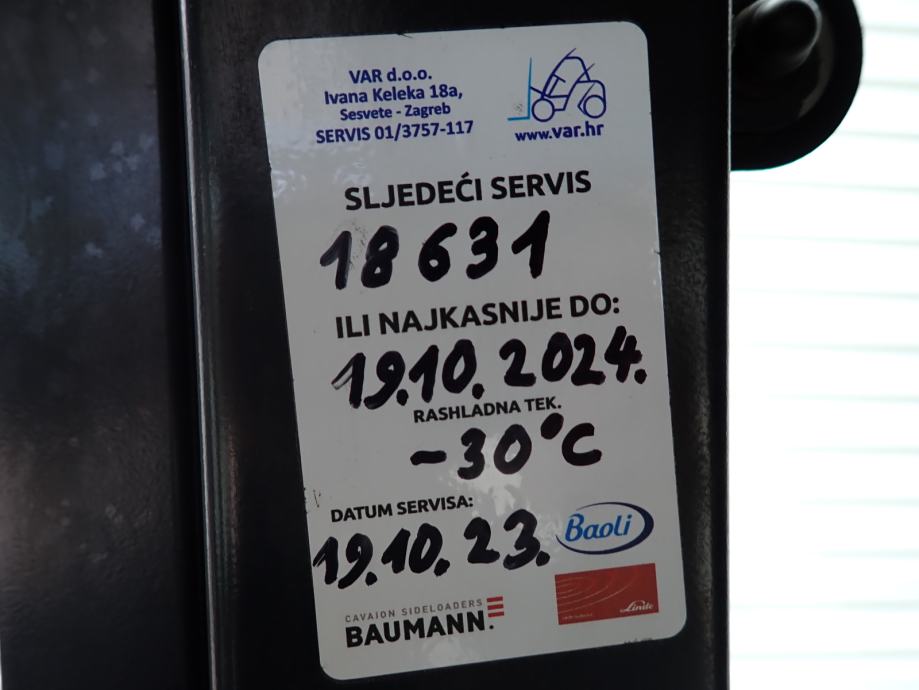 VAR d.o.o.
Ivana Keleka 18a,
Sesvete - Zagreb
SERVIS 01/3757-117
www.var.hr
SLJEDEĆI SERVIS
18631
ILI NAJKASNIJE DO:
19.10.2024.
RASHLADNA TEK.
-30°C
DATUM SERVISA:
19.10.23.
Baoli
CAVAION SIDELOADERS
BAUMANN.
Linde